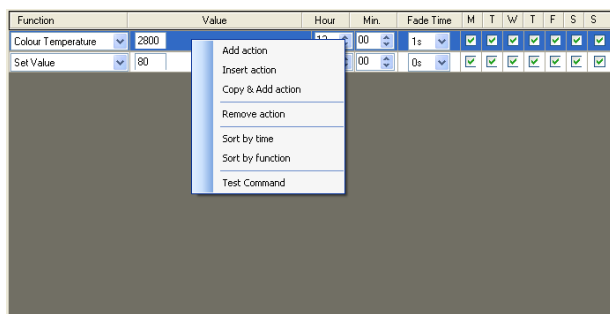 Function Value Hour Min. Fade Time M T W T F S S
Colour Temperature 2800 00 1s
Set Value 80 00 0s
Add action
Insert action
Copy & Add action
Remove action
Sort by time
Sort by function
Test Command